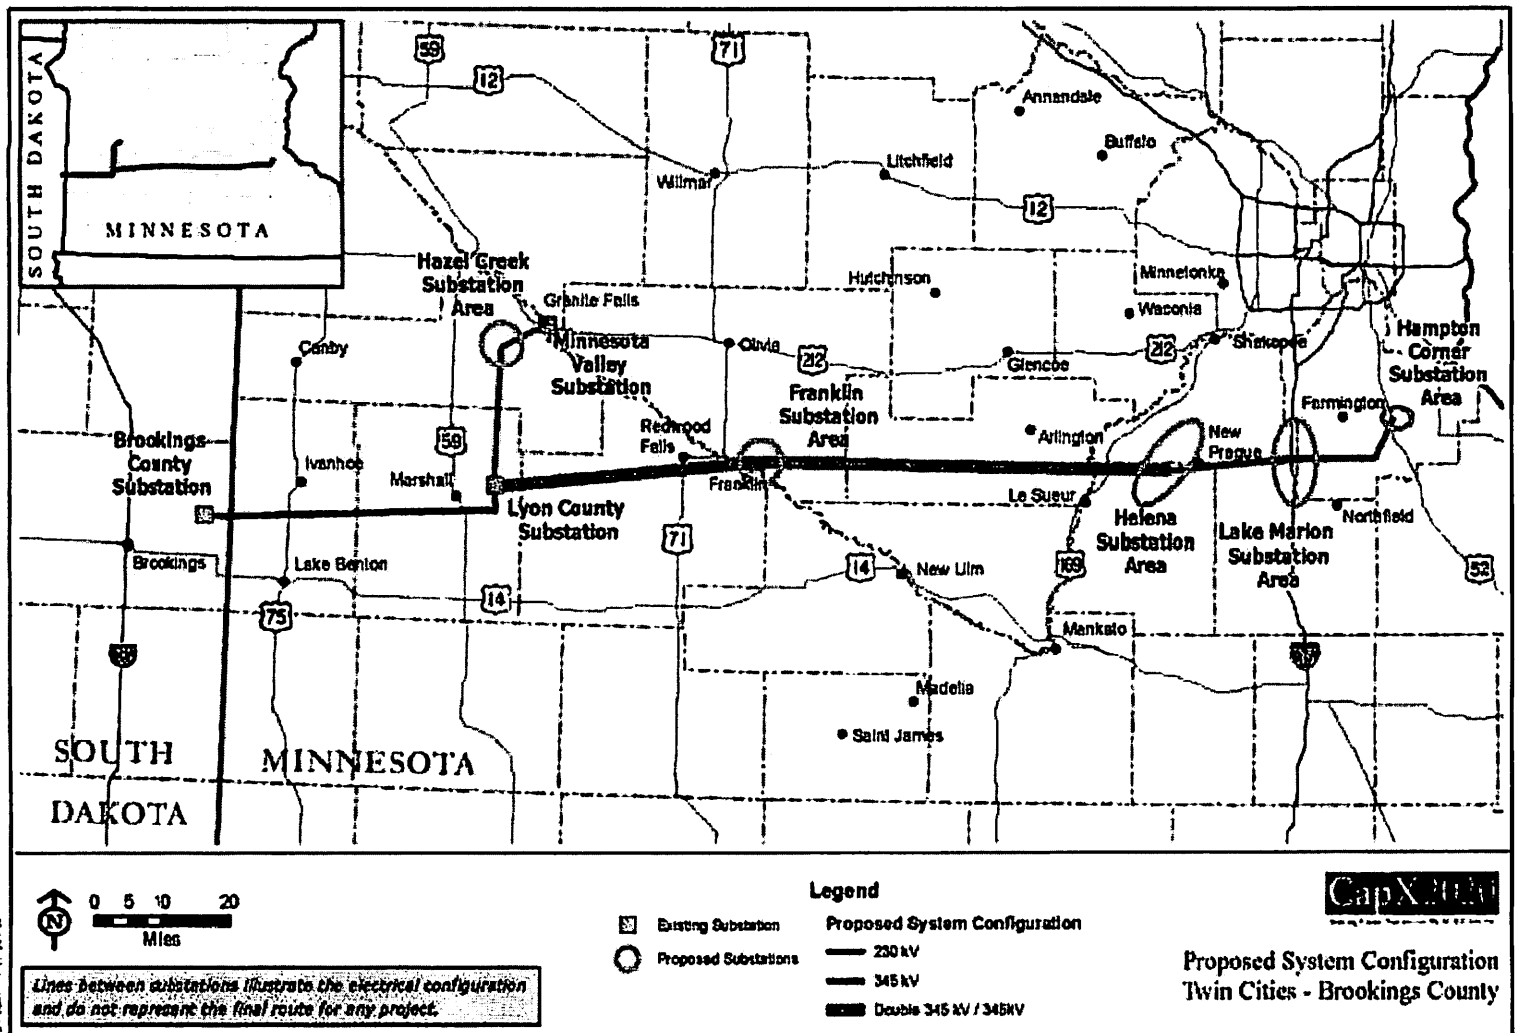 SOUTH DAKOTA
MINNESOTA
59
12
71
Annandale
Buffalo
Willmar
Litchfield
12
Hazel Creek
Substation
Area
Granite Falls
Hutchinson
Minnetonka
Waconia
Canby
Minnesota
Valley
Substation
Olivia
212
Glencoe
212
Shakopee
Hampton
Corner
Substation
Area
Franklin
Substation
Area
Farmington
Brookings
County
Substation
59
Redwood
Falls
Arlington
New
Prague
Ivanhoe
Marshall
Franklin
Le Sueur
Lyon County
Substation
Helena
Substation
Area
Lake Marion
Substation
Area
Northfield
Brookings
Lake Benton
71
14
New Ulm
169
52
75
14
Mankato
Madelia
Saint James
SOUTH
DAKOTA
MINNESOTA
0 5 10 20
Miles
N
Legend
Existing Substation
Proposed Substations
Proposed System Configuration
230 kV
345 kV
Double 345 kV / 345kV
CapX 2020
Proposed System Configuration
Twin Cities - Brookings County
Lines between substations illustrate the electrical configuration
and do not represent the final route for any project.